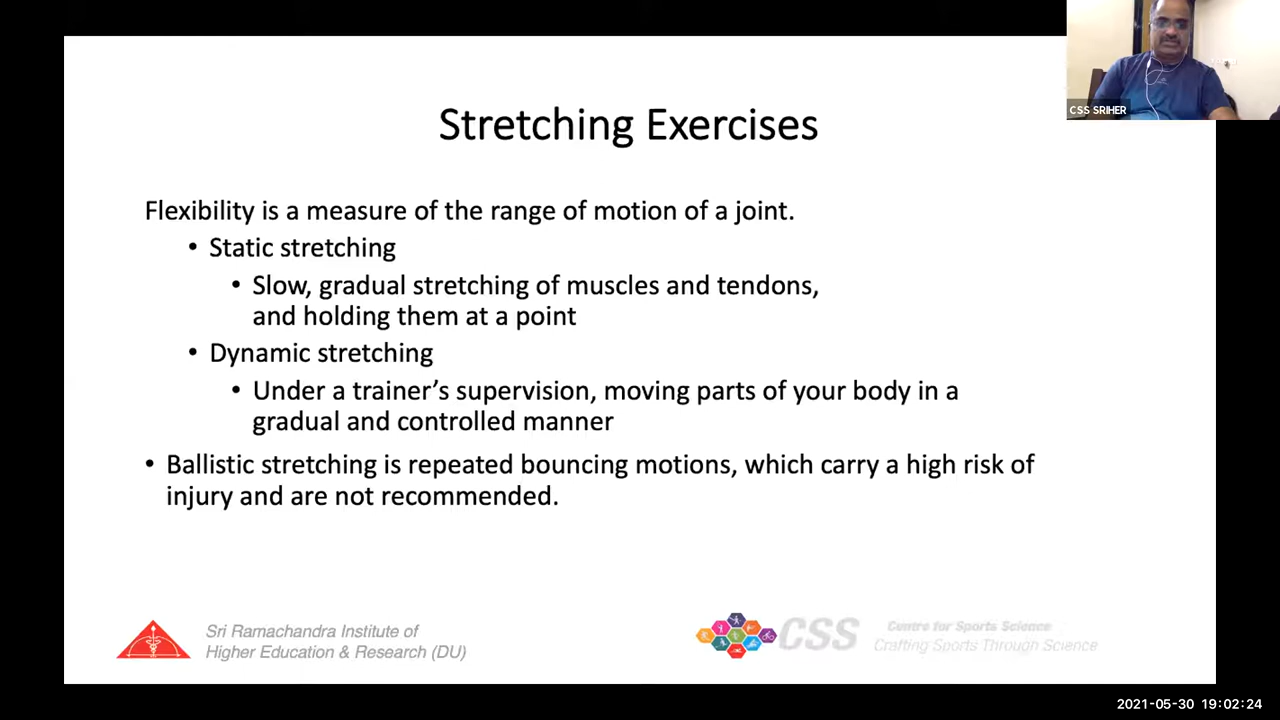 CSS SRIHER
Stretching Exercises
Flexibility is a measure of the range of motion of a joint.
• Static stretching
• Slow, gradual stretching of muscles and tendons,
and holding them at a point
• Dynamic stretching
• Under a trainer’s supervision, moving parts of your body in a
gradual and controlled manner
• Ballistic stretching is repeated bouncing motions, which carry a high risk of
injury and are not recommended.
Sri Ramachandra Institute of
Higher Education & Research (DU)
CSS
Centre for Sports Science
Crafting Sports Through Science
2021-05-30 19:02:24